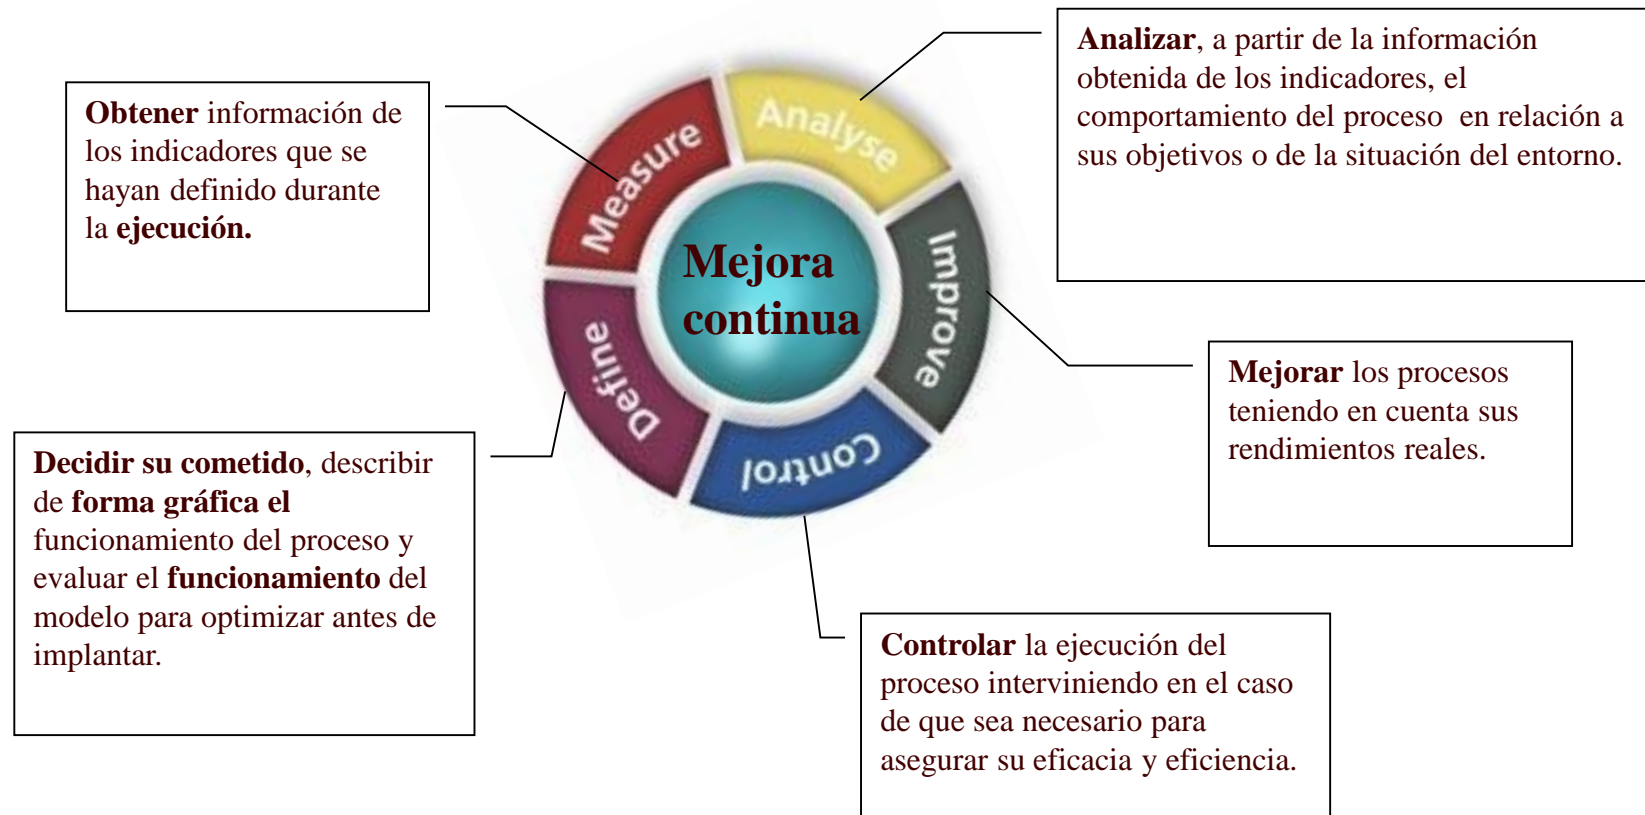 Analizar, a partir de la información
obtenida de los indicadores, el
comportamiento del proceso en relación a
sus objetivos o de la situación del entorno.
Obtener información de
los indicadores que se
hayan definido durante
la ejecución.
Measure
Analyse
Improve
Control
Define
Mejora
continua
Mejorar los procesos
teniendo en cuenta sus
rendimientos reales.
Decidir su cometido, describir
de forma gráfica el
funcionamiento del proceso y
evaluar el funcionamiento del
modelo para optimizar antes de
implantar.
Controlar la ejecución del
proceso interviniendo en el caso
de que sea necesario para
asegurar su eficacia y eficiencia.